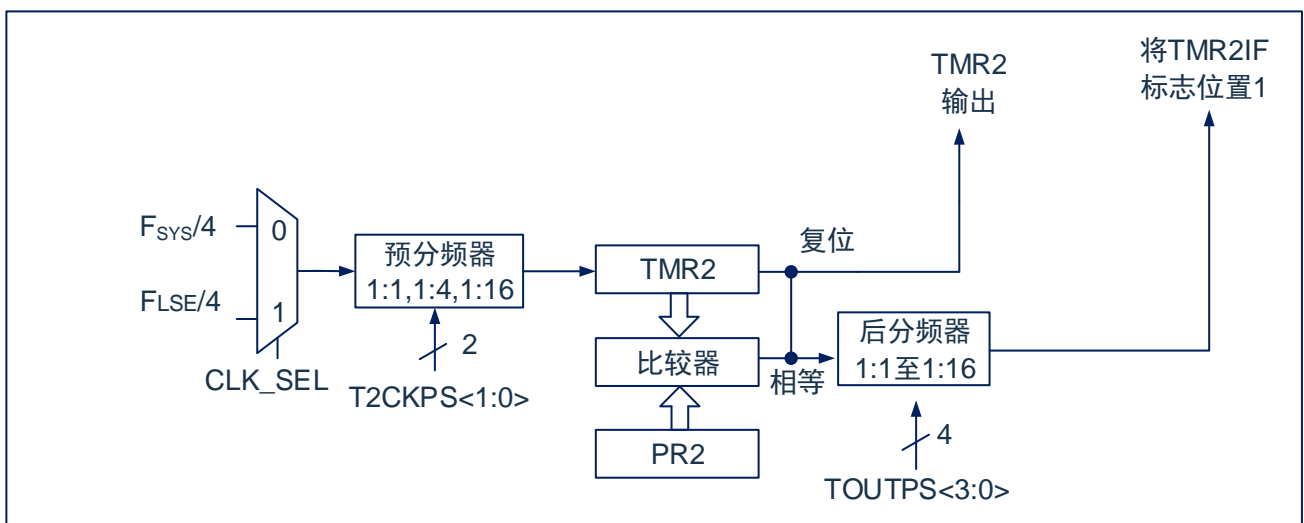 TMR2
输出
将TMR2IF
标志位置1
FSYS/4
0
FLSE/4
1
CLK_SEL
预分频器
1:1,1:4,1:16
2
T2CKPS<1:0>
TMR2
复位
比较器
相等
PR2
后分频器
1:1至1:16
4
TOUTPS<3:0>